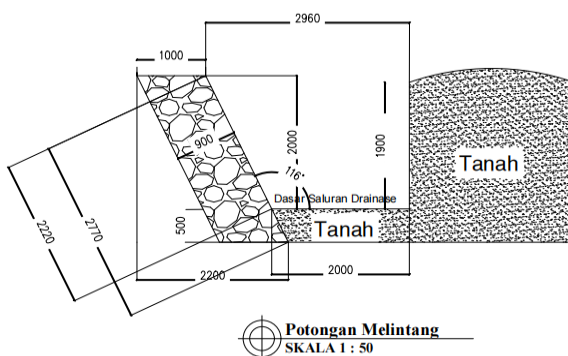 2960
1000
2000
1900
900
116°
Tanah
Dasar Saluran Drainase
Tanah
500
2220
2770
2200
2000
Potongan Melintang
SKALA 1 : 50